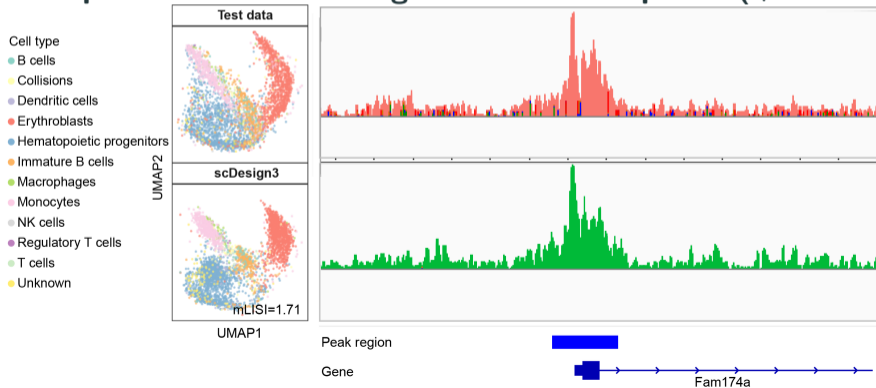 Test data
Cell type
B cells
Collisions
Dendritic cells
Erythroblasts
Hematopoietic progenitors
Immature B cells
Macrophages
Monocytes
NK cells
Regulatory T cells
T cells
Unknown
UMAP2
scDesign3
mLISI=1.71
UMAP1
Peak region
Gene
Fam174a